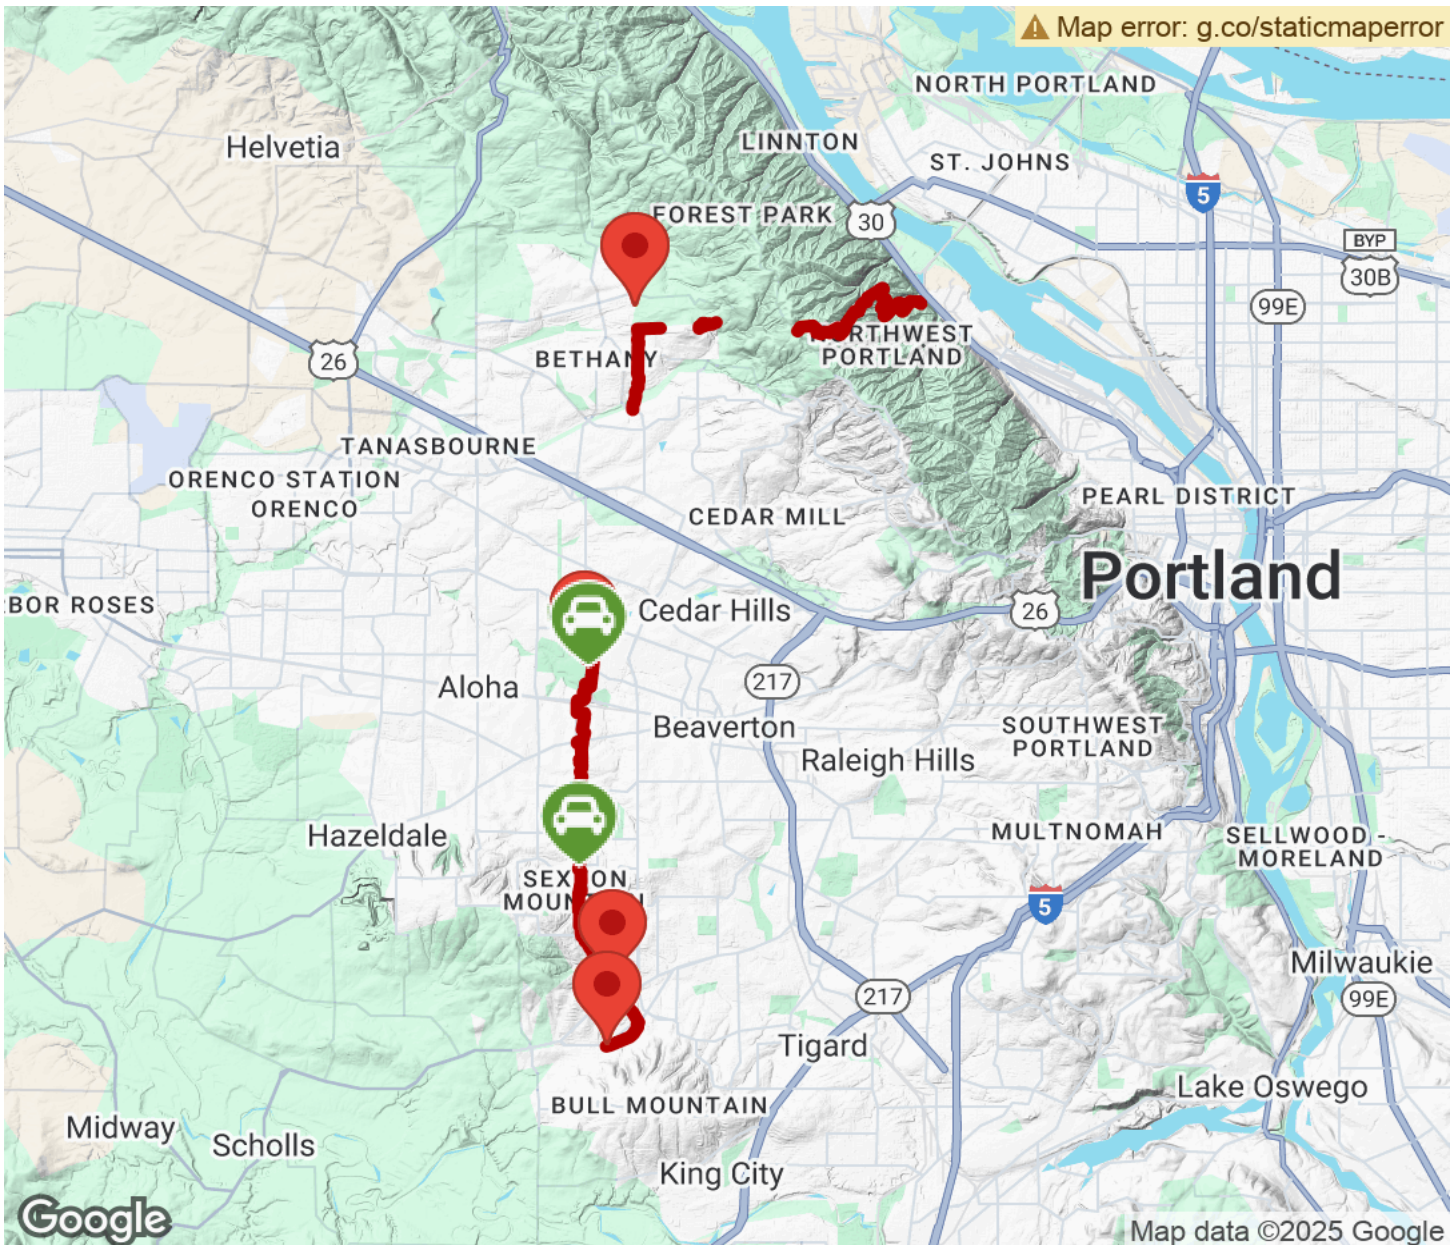 Map error: g.co/staticmaperror
NORTH PORTLAND
LINNTON
Helvetia
ST. JOHNS
5
FOREST PARK
30
BYP
30B
99E
NORTHWEST
PORTLAND
BETHANY
26
TANASBOURNE
ORENCO STATION
ORENCO
PEARL DISTRICT
CEDAR MILL
Portland
BOR ROSES
Cedar Hills
26
Aloha
217
Beaverton
SOUTHWEST
PORTLAND
Raleigh Hills
Hazeldale
MULTNOMAH
SELLWOOD -
MORELAND
SEXTON
MOUNTAIN
5
Milwaukie
217
99E
Tigard
Lake Oswego
BULL MOUNTAIN
Midway
Scholls
King City
Google
Map data ©2025 Google